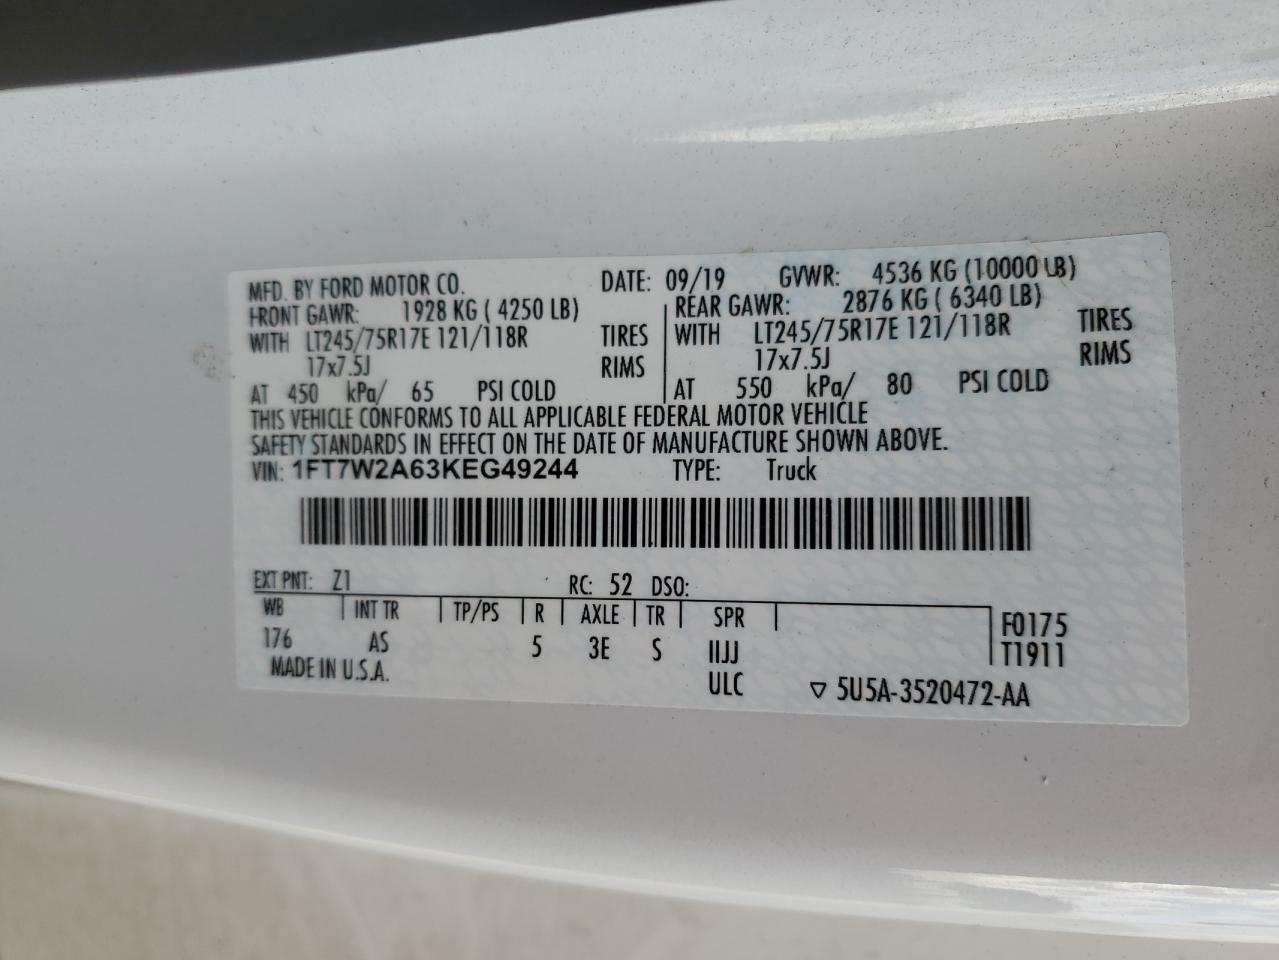 MFD. BY FORD MOTOR CO. DATE: 09/19 GVWR: 4536 KG (10000 LB)
FRONT GAWR: 1928 KG ( 4250 LB) REAR GAWR: 2876 KG ( 6340 LB)
WITH LT245/75R17E 121/118R TIRES WITH LT245/75R17E 121/118R TIRES
17x7.5J RIMS 17x7.5J RIMS
AT 450 kPa/ 65 PSI COLD AT 550 kPa/ 80 PSI COLD
THIS VEHICLE CONFORMS TO ALL APPLICABLE FEDERAL MOTOR VEHICLE
SAFETY STANDARDS IN EFFECT ON THE DATE OF MANUFACTURE SHOWN ABOVE.
VIN: 1FT7W2A63KEG49244 TYPE: Truck
EXT PNT: Z1 RC: 52 DSO:
WB INT TR TP/PS R AXLE TR SPR F0175
176 AS 5 3E S IIJJ T1911
MADE IN U.S.A. ULC ▽ 5U5A-3520472-AA